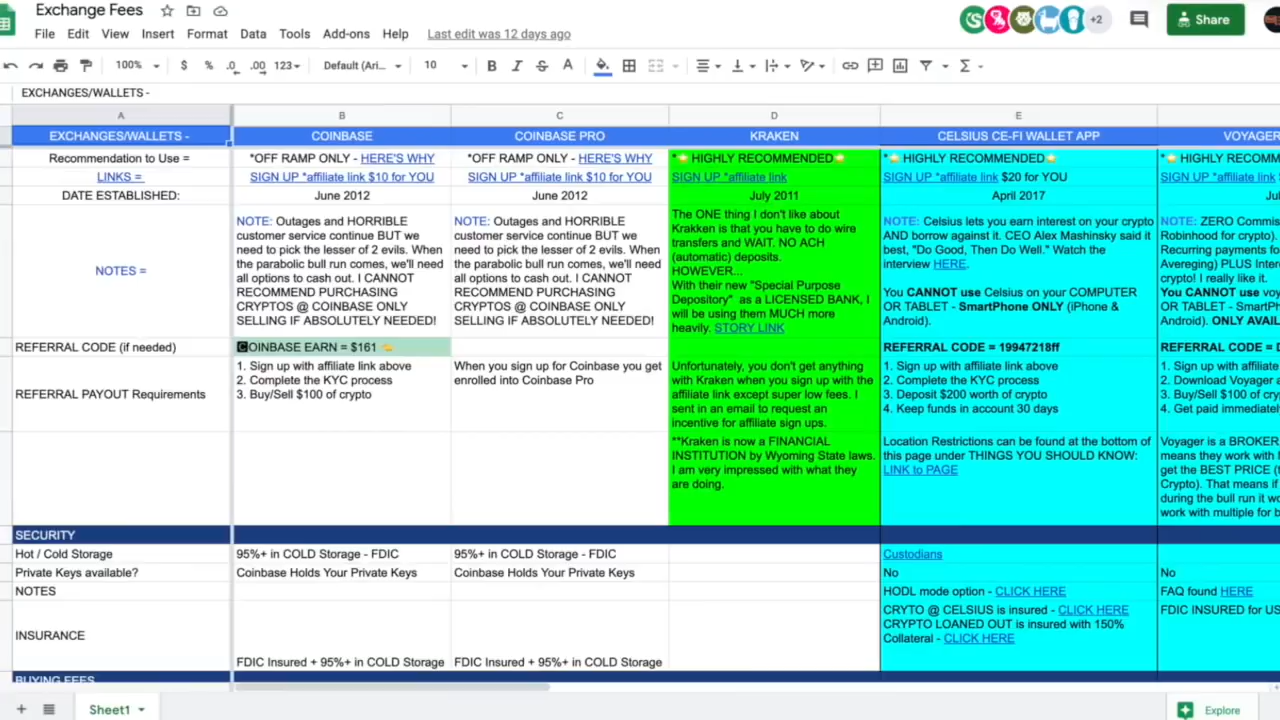 Exchange Fees
File Edit View Insert Format Data Tools Add-ons Help Last edit was 12 days ago
+2
Share
100% $ % .0 .00 123 Default (Ari... 10 B I S A
EXCHANGES/WALLETS -
A B C D E
EXCHANGES/WALLETS - COINBASE COINBASE PRO KRAKEN CELSIUS CE-FI WALLET APP VOYAGER
Recommendation to Use = *OFF RAMP ONLY - HERE'S WHY *OFF RAMP ONLY - HERE'S WHY *HIGHLY RECOMMENDED *HIGHLY RECOMMENDED *HIGHLY RECOMM
LINKS = SIGN UP *affiliate link $10 for YOU SIGN UP *affiliate link $10 for YOU SIGN UP *affiliate link SIGN UP *affiliate link $20 for YOU SIGN UP *affiliate link
DATE ESTABLISHED: June 2012 June 2012 July 2011 April 2017
NOTES =
NOTE: Outages and HORRIBLE
customer service continue BUT we
need to pick the lesser of 2 evils. When
the parabolic bull run comes, we'll need
all options to cash out. I CANNOT
RECOMMEND PURCHASING
CRYPTOS @ COINBASE ONLY
SELLING IF ABSOLUTELY NEEDED!
NOTE: Outages and HORRIBLE
customer service continue BUT we
need to pick the lesser of 2 evils. When
the parabolic bull run comes, we'll need
all options to cash out. I CANNOT
RECOMMEND PURCHASING
CRYPTOS @ COINBASE ONLY
SELLING IF ABSOLUTELY NEEDED!
The ONE thing I don't like about
Krakken is that you have to do wire
transfers and WAIT. NO ACH
(automatic) deposits.
HOWEVER...
With their new "Special Purpose
Depository" as a LICENSED BANK, I
will be using them MUCH more
heavily. STORY LINK
NOTE: Celsius lets you earn interest on your crypto
AND borrow against it. CEO Alex Mashinsky said it
best, "Do Good, Then Do Well." Watch the
interview HERE.
You CANNOT use Celsius on your COMPUTER
OR TABLET - SmartPhone ONLY (iPhone &
Android).
NOTE: ZERO Commis
Robinhood for crypto).
Recurring payments fo
Avereging) PLUS Inter
crypto! I really like it.
You CANNOT use voy
OR TABLET - SmartPh
Android). ONLY AVAIL
REFERRAL CODE (if needed) COINBASE EARN = $161 REFERRAL CODE = 19947218ff REFERRAL CODE = D
REFERRAL PAYOUT Requirements
1. Sign up with affiliate link above
2. Complete the KYC process
3. Buy/Sell $100 of crypto
When you sign up for Coinbase you get
enrolled into Coinbase Pro
Unfortunately, you don't get anything
with Kraken when you sign up with the
affiliate link except super low fees. I
sent in an email to request an
incentive for affiliate sign ups.
1. Sign up with affiliate link above
2. Complete the KYC process
3. Deposit $200 worth of crypto
4. Keep funds in account 30 days
1. Sign up with affiliate
2. Download Voyager a
3. Buy/Sell $100 of cry
4. Get paid immediatel
**Kraken is now a FINANCIAL
INSTITUTION by Wyoming State laws.
I am very impressed with what they
are doing.
Location Restrictions can be found at the bottom of
this page under THINGS YOU SHOULD KNOW:
LINK to PAGE
Voyager is a BROKER
means they work with
get the BEST PRICE (t
Crypto). That means if
during the bull run it wo
work with multiple for b
SECURITY
Hot / Cold Storage 95%+ in COLD Storage - FDIC 95%+ in COLD Storage - FDIC Custodians
Private Keys available? Coinbase Holds Your Private Keys Coinbase Holds Your Private Keys No No
NOTES HODL mode option - CLICK HERE FAQ found HERE
INSURANCE
FDIC Insured + 95%+ in COLD Storage FDIC Insured + 95%+ in COLD Storage
CRYTO @ CELSIUS is insured - CLICK HERE
CRYPTO LOANED OUT is insured with 150%
Collateral - CLICK HERE
FDIC INSURED for US
BUYING FEES
Sheet1
Explore